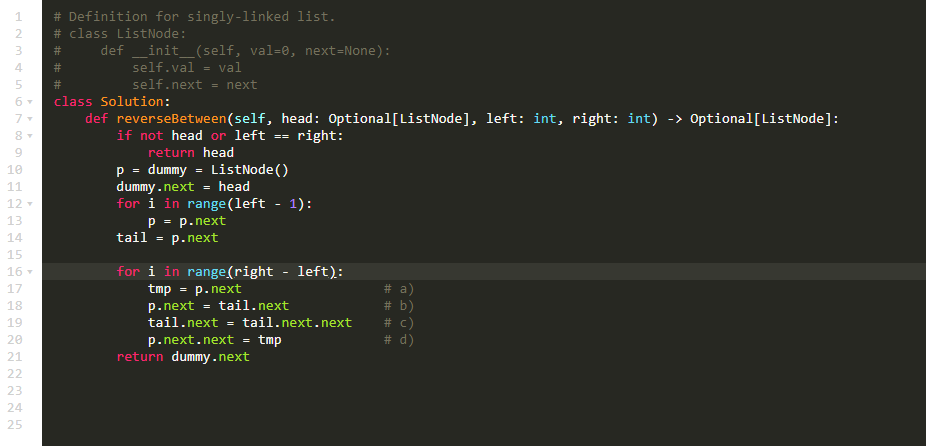 1 # Definition for singly-linked list.
2 # class ListNode:
3 #     def __init__(self, val=0, next=None):
4 #         self.val = val
5 #         self.next = next
6 class Solution:
7     def reverseBetween(self, head: Optional[ListNode], left: int, right: int) -> Optional[ListNode]:
8         if not head or left == right:
9             return head
10         p = dummy = ListNode()
11         dummy.next = head
12         for i in range(left - 1):
13             p = p.next
14         tail = p.next
15
16         for i in range(right - left):
17             tmp = p.next                  # a)
18             p.next = tail.next            # b)
19             tail.next = tail.next.next    # c)
20             p.next.next = tmp             # d)
21         return dummy.next
22
23
24
25